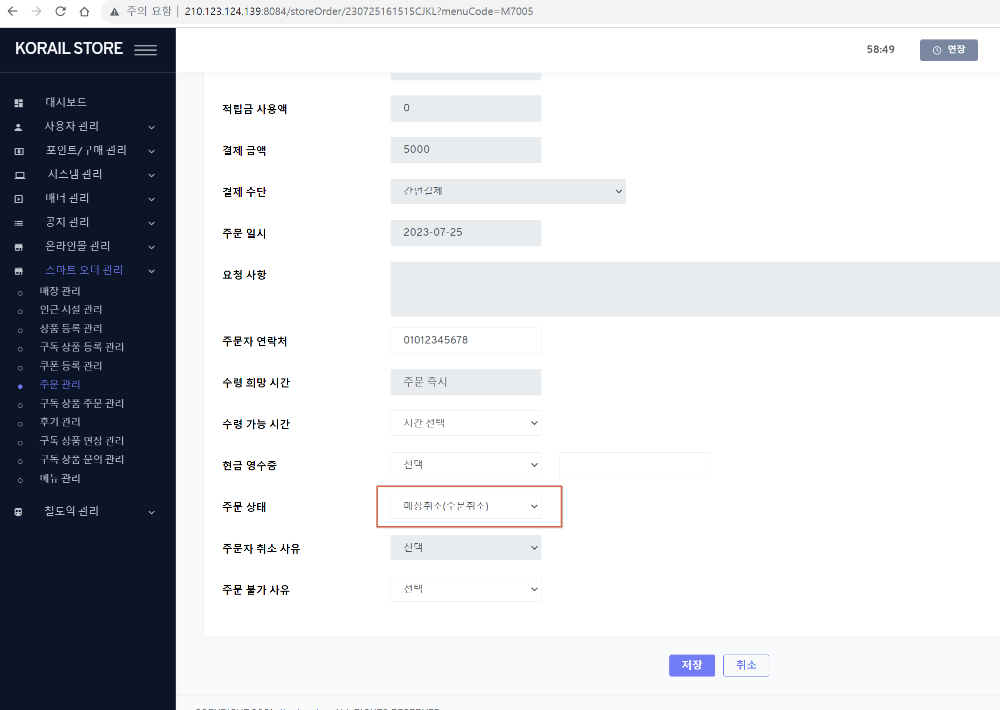 주의 요함 | 210.123.124.139:8084/storeOrder/230725161515CJKL?menuCode=M7005
KORAIL STORE
58:49
연장
대시보드
사용자 관리
포인트/구매 관리
시스템 관리
배너 관리
공지 관리
온라인몰 관리
스마트 오더 관리
매장 관리
인근 시설 관리
상품 등록 관리
구독 상품 등록 관리
쿠폰 등록 관리
주문 관리
구독 상품 주문 관리
후기 관리
구독 상품 연장 관리
구독 상품 문의 관리
메뉴 관리
철도역 관리
적립금 사용액 0
결제 금액 5000
결제 수단 간편결제
주문 일시 2023-07-25
요청 사항
주문자 연락처 01012345678
수령 희망 시간 주문 즉시
수령 가능 시간 시간 선택
현금 영수증 선택
주문 상태 매장취소(수분취소)
주문자 취소 사유 선택
주문 불가 사유 선택
저장 취소
COPYRIGHT 2021 ALL RIGHTS RESERVED